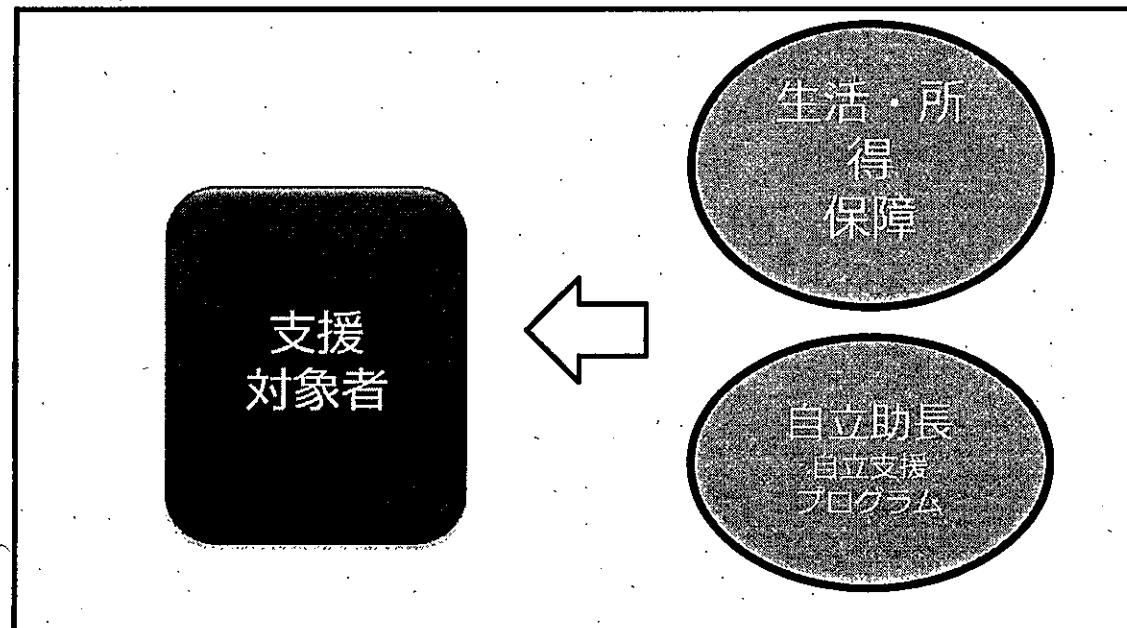 生活・所
得
保障
支援
対象者
自立助長
自立支援
プログラム